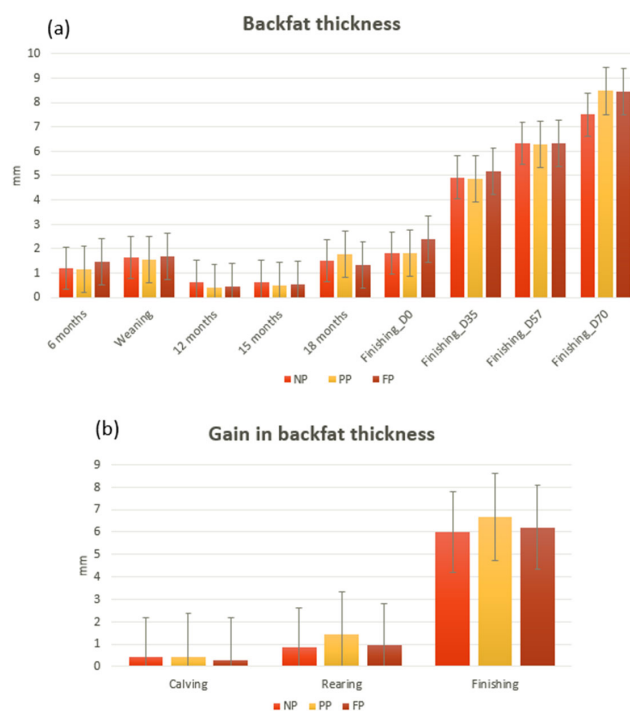 (a)
Backfat thickness
10
9
8
7
6
5
4
3
2
1
0
mm
6 months
Weaning
12 months
15 months
18 months
Finishing_D0
Finishing_D35
Finishing_D57
Finishing_D70
NP PP FP
(b)
Gain in backfat thickness
9
8
7
6
5
4
3
2
1
0
mm
Calving Rearing Finishing
NP PP FP